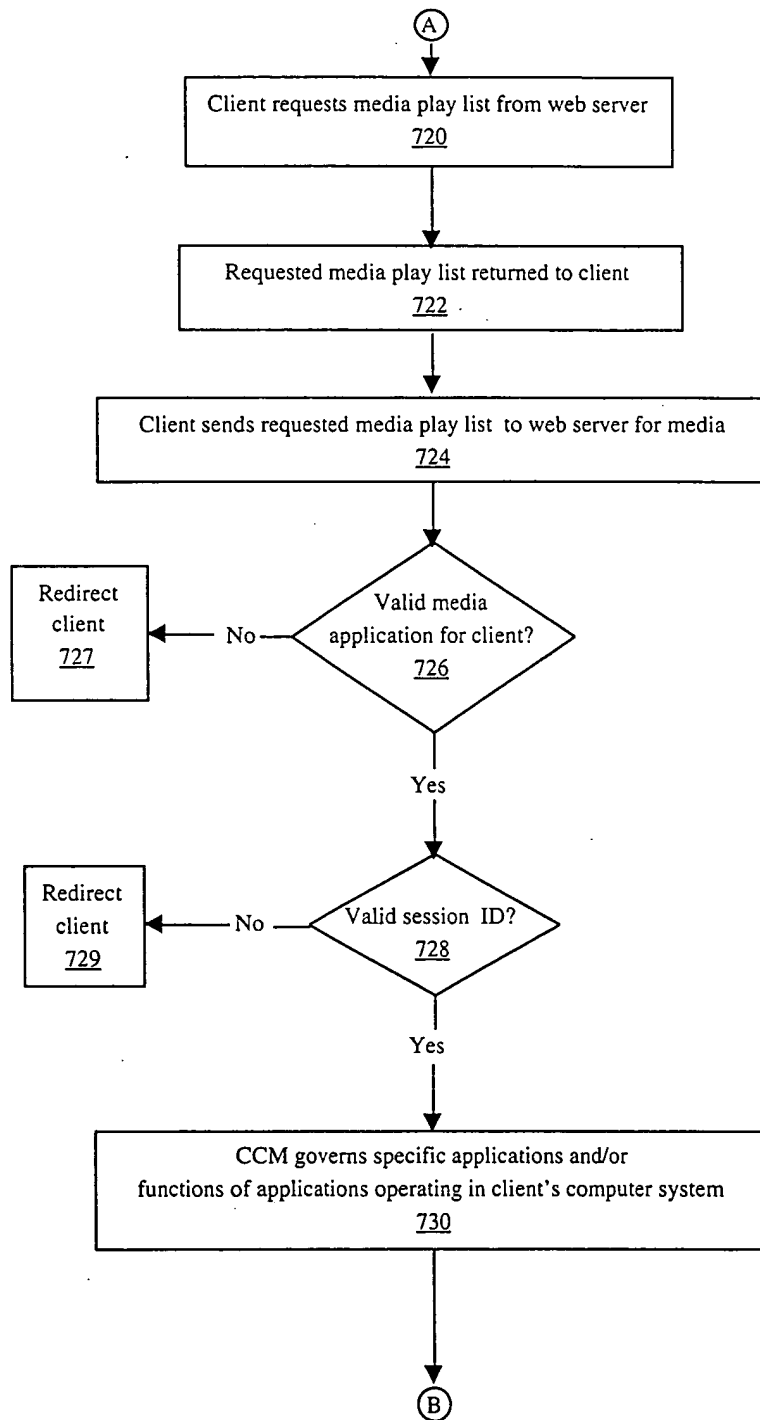 A
Client requests media play list from web server
720
Requested media play list returned to client
722
Client sends requested media play list to web server for media
724
Valid media
application for client?
726
No
Redirect
client
727
Yes
Valid session ID?
728
No
Redirect
client
729
Yes
CCM governs specific applications and/or
functions of applications operating in client's computer system
730
B